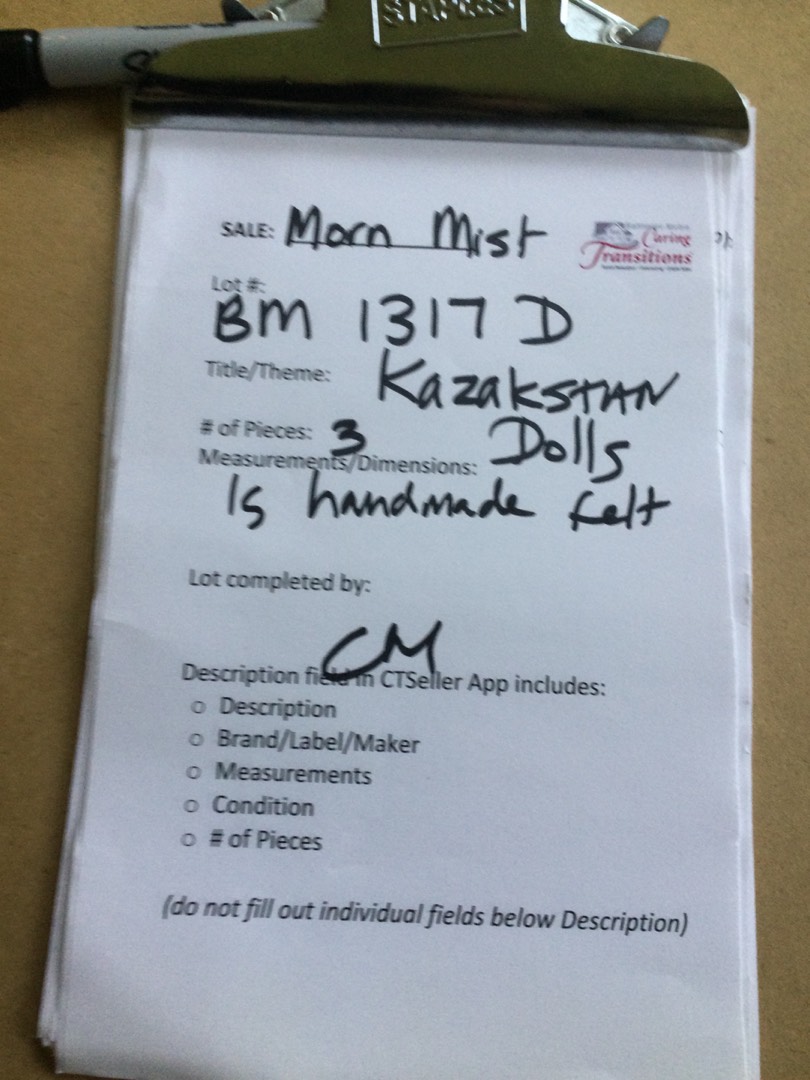 STAPLES
SALE: Morn Mist
Caring
Transitions
Lot #:
BM 1317 D
Title/Theme: KazakSTAN
# of Pieces: 3 Dolls
Measurements/Dimensions:
Is handmade felt
Lot completed by:
CM
Description field in CTSeller App includes:
○ Description
○ Brand/Label/Maker
○ Measurements
○ Condition
○ # of Pieces
(do not fill out individual fields below Description)